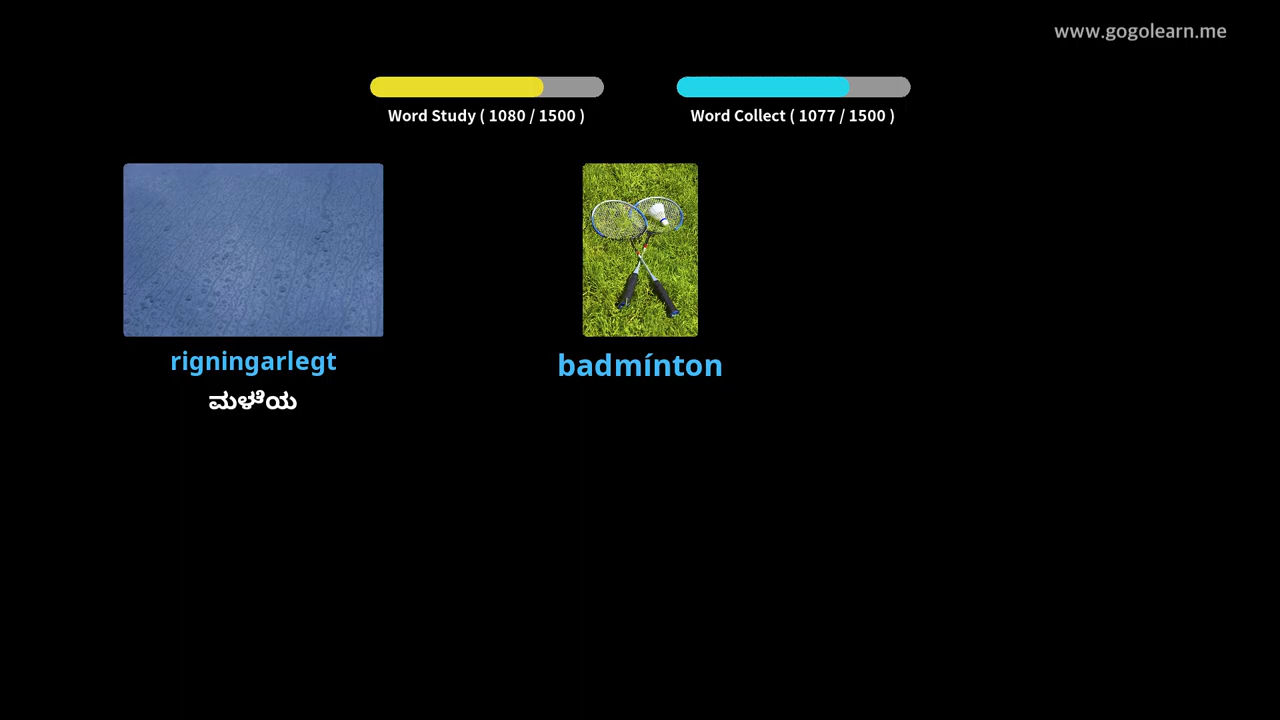 www.gogolearn.me
Word Study ( 1080 / 1500 )
Word Collect ( 1077 / 1500 )
rigningarlegt
ಮಳೆಯ
badmínton